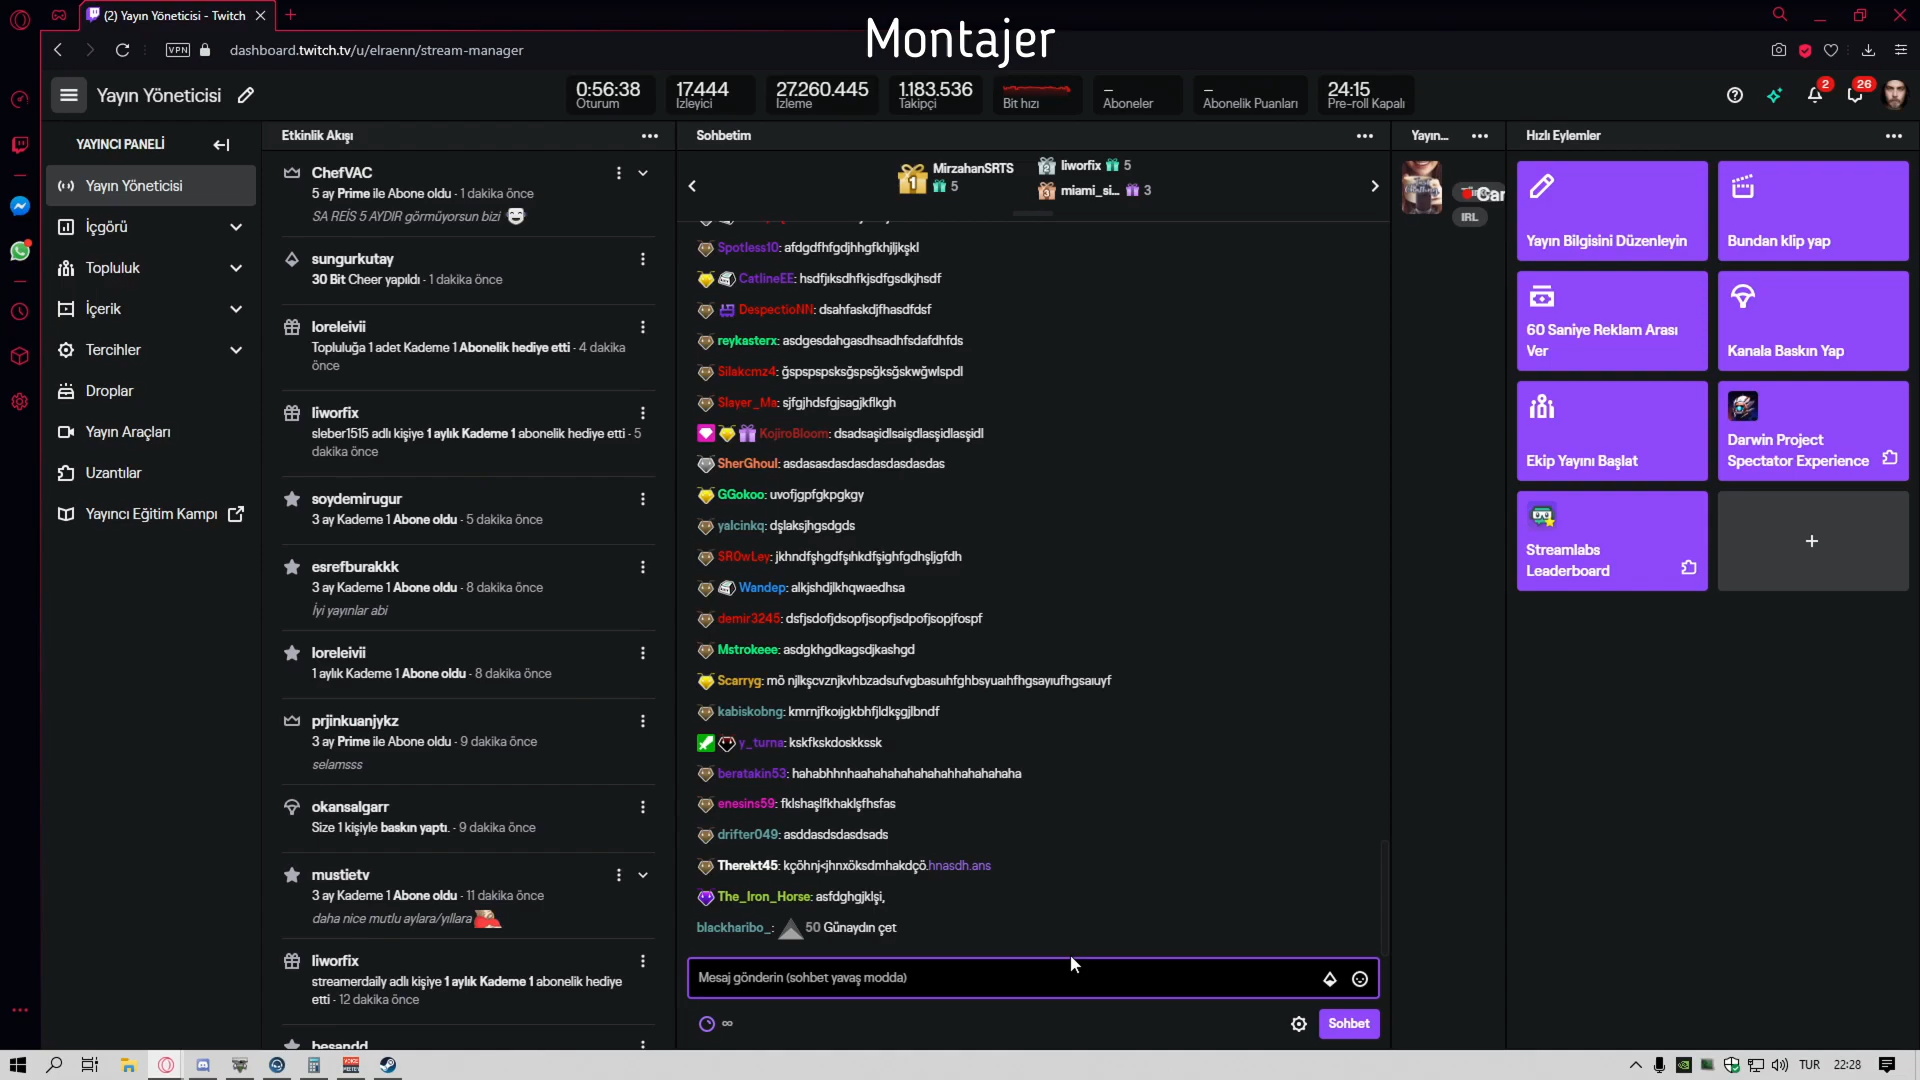 (2) Yayın Yöneticisi - Twitch
Montajer
VPN
dashboard.twitch.tv/u/elraenn/stream-manager
Yayın Yöneticisi
0:56:38
Oturum
17.444
İzleyici
27.260.445
İzleme
1.183.536
Takipçi
Bit hızı
–
Aboneler
–
Abonelik Puanları
24:15
Pre-roll Kapalı
2
26
YAYINCI PANELİ
Yayın Yöneticisi
İçgörü
Topluluk
İçerik
Tercihler
Droplar
Yayın Araçları
Uzantılar
Yayıncı Eğitim Kampı
Etkinlik Akışı
ChefVAC
5 ay Prime ile Abone oldu - 1 dakika önce
SA REİS 5 AYDIR görmüyorsun bizi
sungurkutay
30 Bit Cheer yapıldı - 1 dakika önce
loreleivii
Topluluğa 1 adet Kademe 1 Abonelik hediye etti - 4 dakika
önce
liworfix
sleber1515 adlı kişiye 1 aylık Kademe 1 abonelik hediye etti - 5
dakika önce
soydemirugur
3 ay Kademe 1 Abone oldu - 5 dakika önce
esrefburakkk
3 ay Kademe 1 Abone oldu - 8 dakika önce
İyi yayınlar abi
loreleivii
1 aylık Kademe 1 Abone oldu - 8 dakika önce
prjinkuanjykz
3 ay Prime ile Abone oldu - 9 dakika önce
selamsss
okansalgarr
Size 1 kişiyle baskın yaptı. - 9 dakika önce
mustietv
3 ay Kademe 1 Abone oldu - 11 dakika önce
daha nice mutlu aylara/yıllara
liworfix
streamerdaily adlı kişiye 1 aylık Kademe 1 abonelik hediye
etti - 12 dakika önce
besandd
Sohbetim
1
MirzahanSRTS
5
2
liworfix 5
3
miami_si... 3
Spotless10: afdgdfhfgdjhhgfkhjljkşkl
CatlineEE: hsdfjıksdhfkjsdfgsdkjhsdf
DespectioNN: dsahfaskdjfhasdfdsf
reykasterx: asdgesdahgasdhsadhfsdafdhfds
Silakcmz4: ğspspspsksğspsğksğskwğwlspdl
Slayer_Ma: sjfgjhdsfgjsagjkflkgh
KojiroBloom: dsadsaşidlsaişdlasşidlasşidl
SherGhoul: asdasasdasdasdasdasdasdas
GGokoo: uvofjgpfgkpgkgy
yalcinkq: dşlaksjhgsdgds
SR0wLey: jkhndfşhgdfşıhkdfşighfgdhşljgfdh
Wandep: alkjshdjlkhqwaedhsa
demir3245: dsfjsdofjdsopfjsopfjsdpofjsopjfospf
Mstrokeee: asdgkhgdkagsdjkashgd
Scarryg: mö njlkşcvznjkvhbzadsufvgbasuıhfghbsyuaıhfhgsayıufhgsaıuyf
kabiskobng: kmrnjfkoıjgkbhfjldkşgjlbndf
y_turna: kskfkskdoskkssk
beratakin53: hahabhhnhaahahahahahahhahahahaha
enesins59: fklshaşlfkhaklşfhsfas
drifter049: asddasdsdasdsads
Therekt45: kçöhnj<jhnxöksdmhakdçö.hnasdh.ans
The_Iron_Horse: asfdghgjklşi,
blackharibo_: 50 Günaydın çet
Mesaj gönderin (sohbet yavaş modda)
∞
Sohbet
Yayın...
IRL
Hızlı Eylemler
Yayın Bilgisini Düzenleyin
Bundan klip yap
60 Saniye Reklam Arası
Ver
Kanala Baskın Yap
Ekip Yayını Başlat
Darwin Project
Spectator Experience
Streamlabs
Leaderboard
+
TUR
22:28